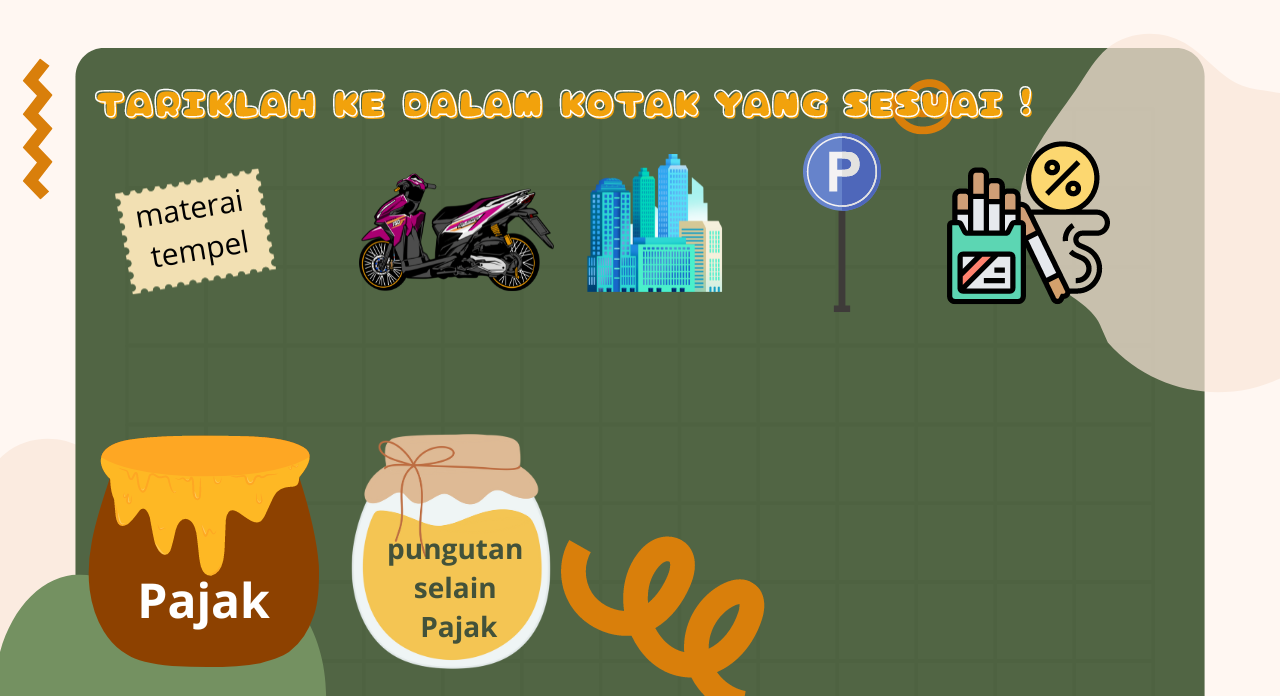 TARIKLAH KE DALAM KOTAK YANG SESUAI !
materai
tempel
P
%
Pajak
pungutan
selain
Pajak